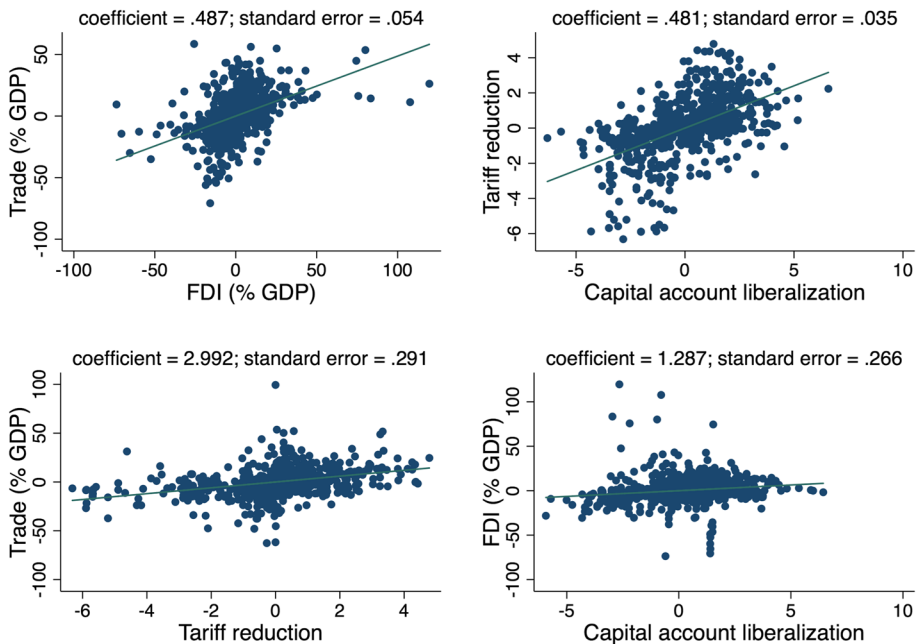 coefficient = .487; standard error = .054
50
0
-50
-100
Trade (% GDP)
-100 -50 0 50 100
FDI (% GDP)
coefficient = .481; standard error = .035
4
2
0
-2
-4
-6
Tariff reduction
-5 0 5 10
Capital account liberalization
coefficient = 2.992; standard error = .291
100
50
0
-50
-100
Trade (% GDP)
-6 -4 -2 0 2 4
Tariff reduction
coefficient = 1.287; standard error = .266
100
50
0
-50
-100
FDI (% GDP)
-5 0 5 10
Capital account liberalization